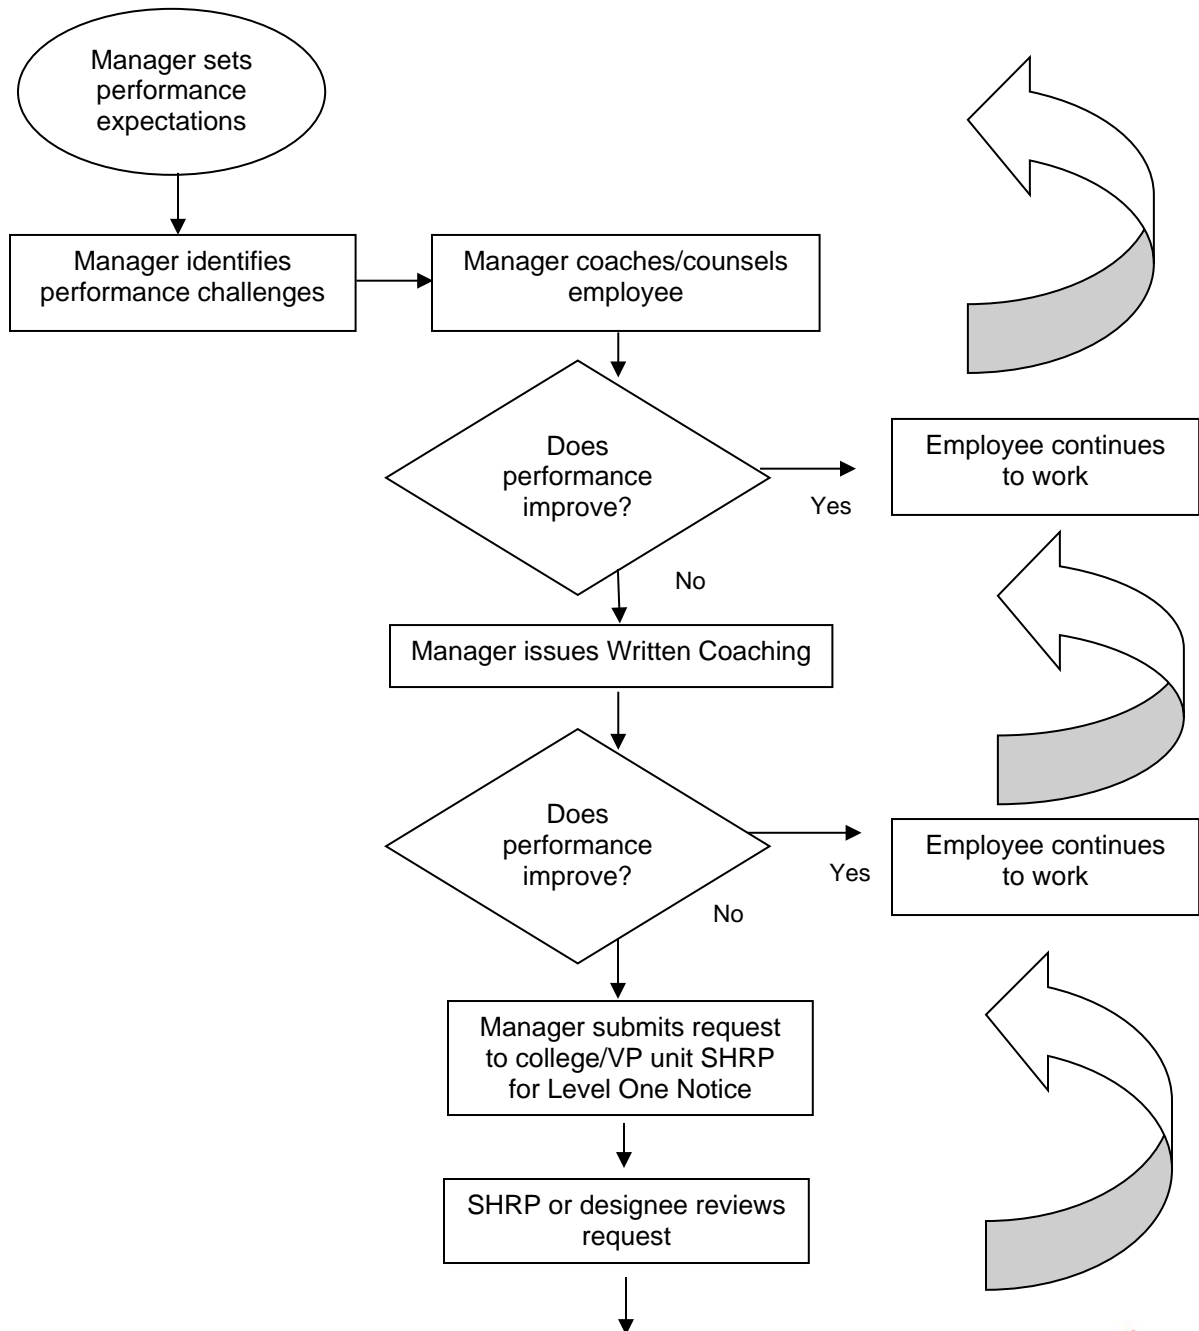 Manager sets
performance
expectations
Manager identifies
performance challenges
Manager coaches/counsels
employee
Does
performance
improve?
Yes
Employee continues
to work
No
Manager issues Written Coaching
Does
performance
improve?
Yes
Employee continues
to work
No
Manager submits request
to college/VP unit SHRP
for Level One Notice
SHRP or designee reviews
request